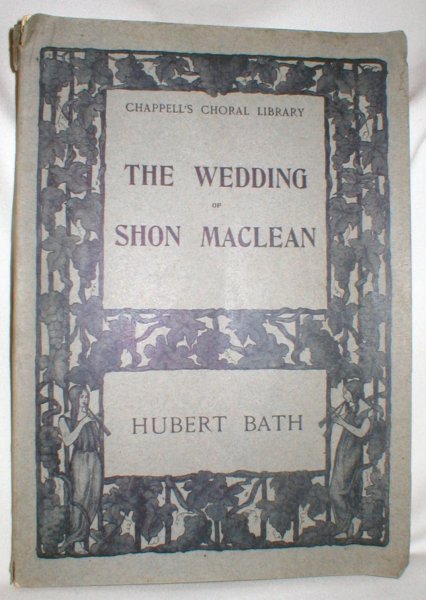 CHAPPELL'S CHORAL LIBRARY
THE WEDDING
OF
SHON MACLEAN
HUBERT BATH